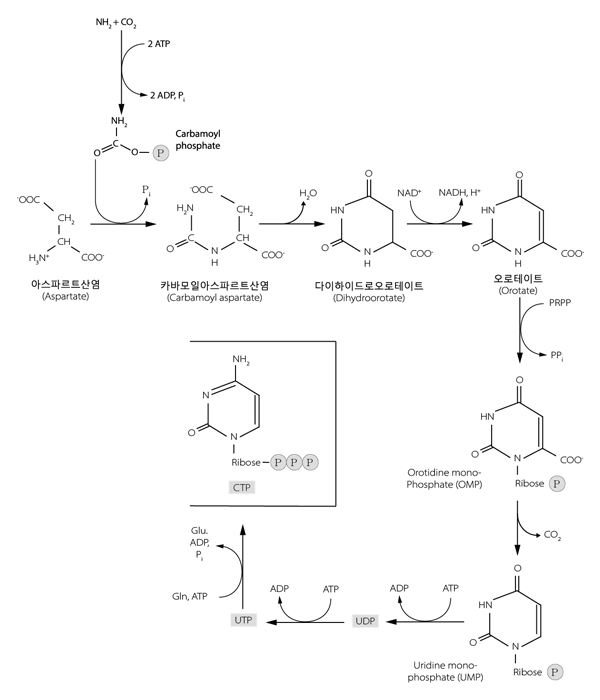 NH₂ + CO₂
2 ATP
2 ADP, Pᵢ
NH₂
C
O
O
P
Carbamoyl
phosphate
⁻OOC
CH₂
CH
H₃N⁺
COO⁻
아스파르트산염
(Aspartate)
Pᵢ
⁻OOC
H₂N
CH₂
C
O
N
H
CH
COO⁻
카바모일아스파르트산염
(Carbamoyl aspartate)
H₂O
O
HN
O
N
H
COO⁻
다이하이드로오로테이트
(Dihydroorotate)
NAD⁺
NADH, H⁺
O
HN
O
N
H
COO⁻
오로테이트
(Orotate)
PRPP
PPᵢ
O
HN
O
N
COO⁻
Ribose P
Orotidine mono-
Phosphate (OMP)
CO₂
O
HN
O
N
Ribose P
Uridine mono-
phosphate (UMP)
ADP
ATP
UDP
ADP
ATP
UTP
Glu.
ADP,
Pᵢ
Gln, ATP
NH₂
N
O
N
Ribose P P P
CTP